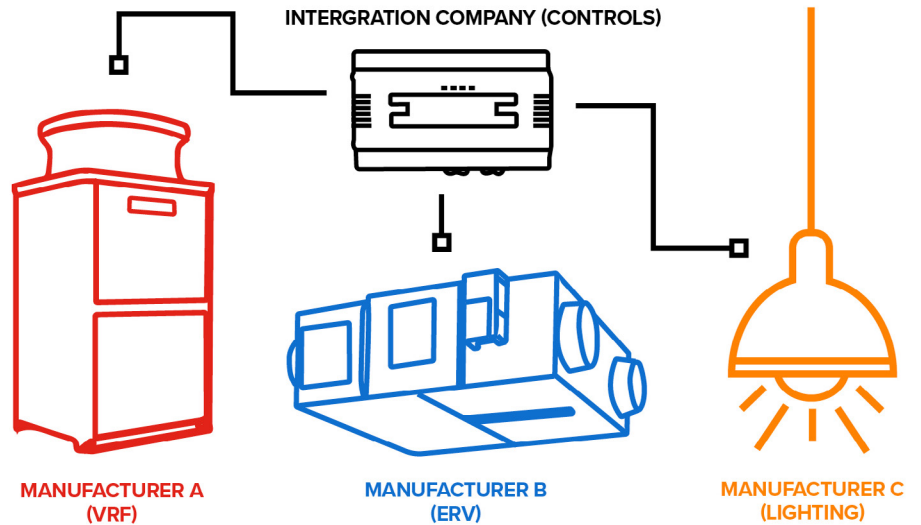 INTERGRATION COMPANY (CONTROLS)
MANUFACTURER A
(VRF)
MANUFACTURER B
(ERV)
MANUFACTURER C
(LIGHTING)